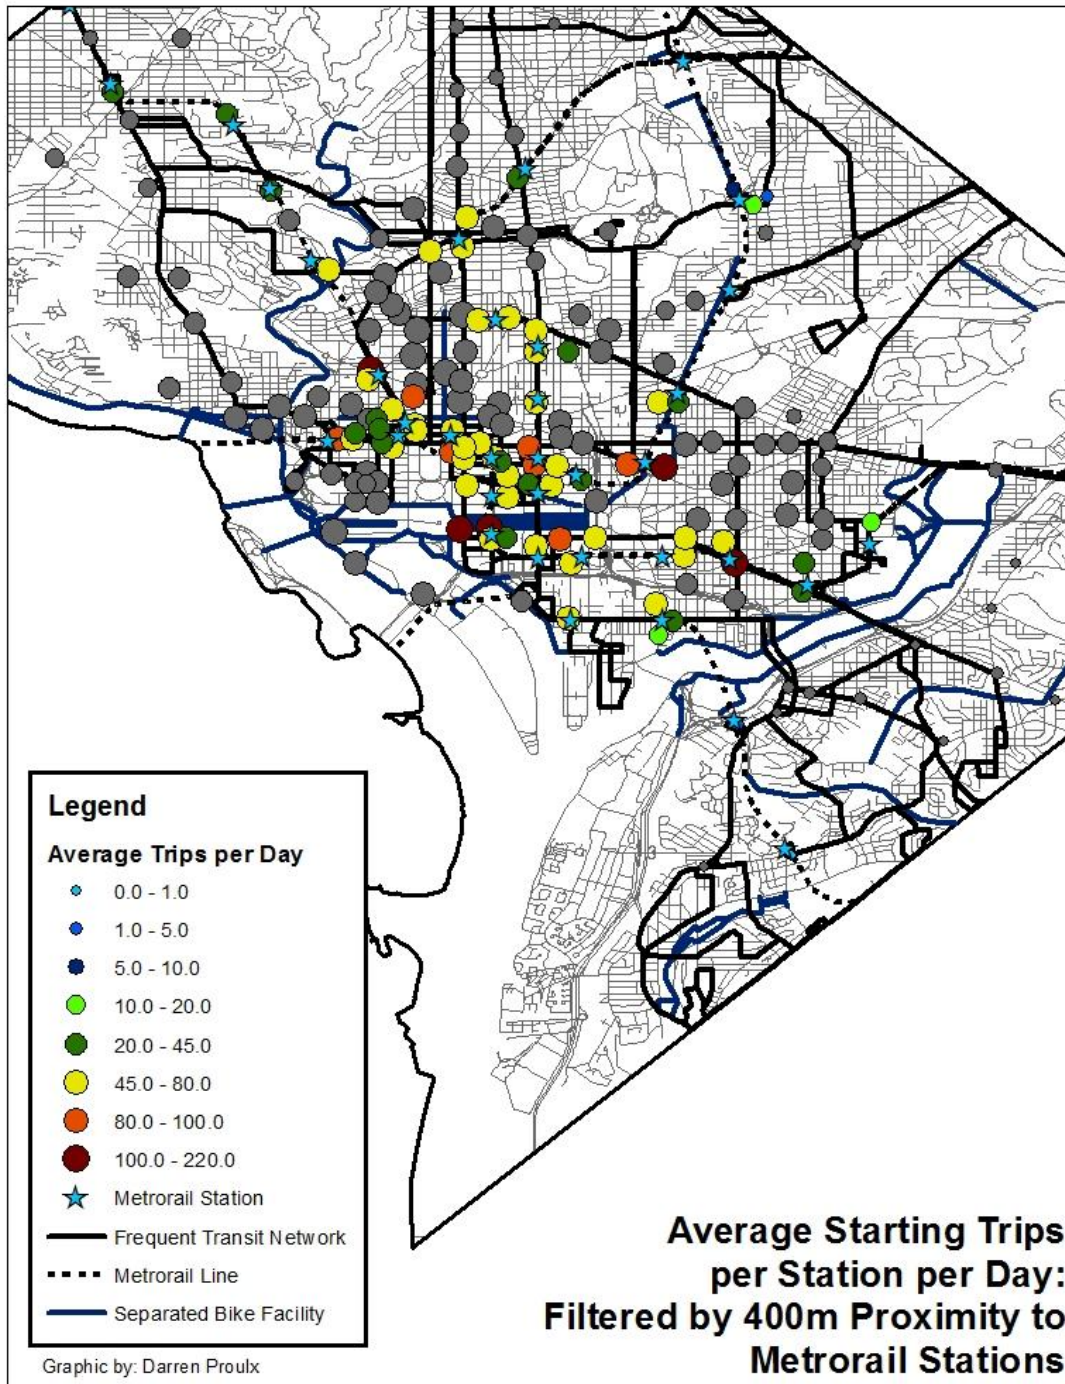 Legend
Average Trips per Day
0.0 - 1.0
1.0 - 5.0
5.0 - 10.0
10.0 - 20.0
20.0 - 45.0
45.0 - 80.0
80.0 - 100.0
100.0 - 220.0
Metrorail Station
Frequent Transit Network
Metrorail Line
Separated Bike Facility
Graphic by: Darren Proulx
Average Starting Trips
per Station per Day:
Filtered by 400m Proximity to
Metrorail Stations